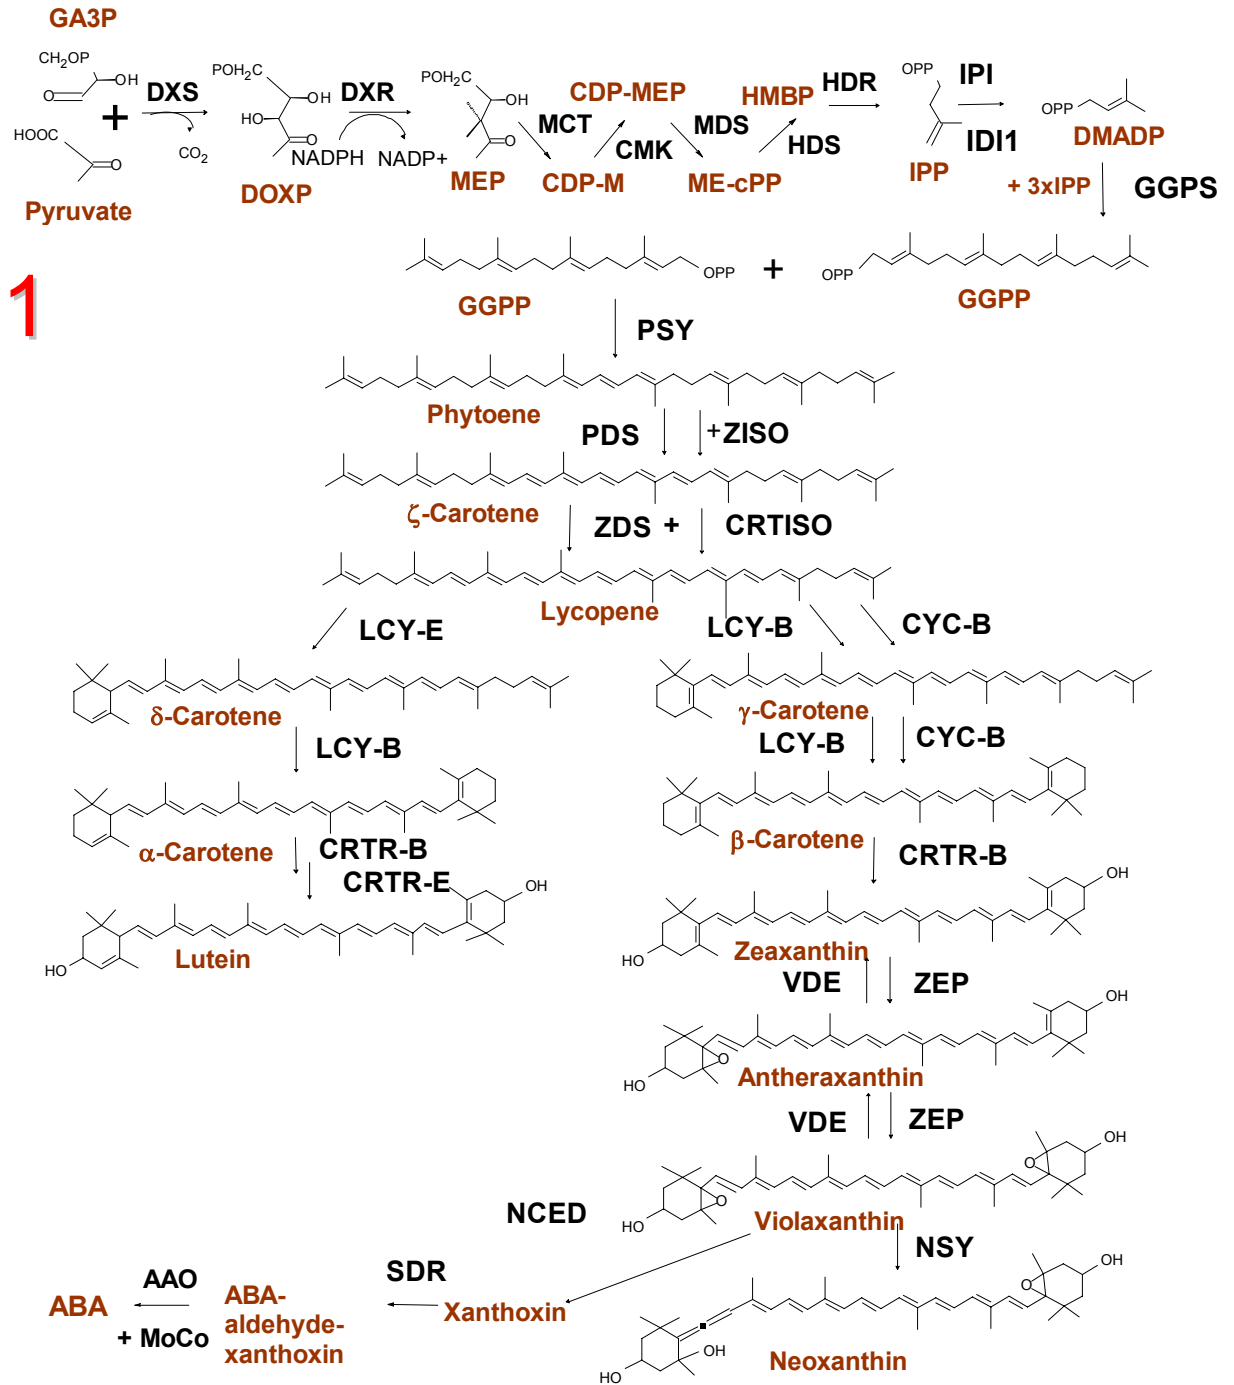 GA3P
CH₂OP
OH
O
+
DXS
CO₂
HOOC
O
Pyruvate
POH₂C
OH
HO
O
DOXP
DXR
NADPH
NADP+
POH₂C
OH
O
MEP
MCT
CDP-M
CDP-MEP
CMK
MDS
ME-cPP
HMBP
HDS
HDR
OPP
IPP
IPI
IDI1
OPP
DMADP
+ 3xIPP
GGPS
1
OPP
GGPP
+
OPP
GGPP
PSY
Phytoene
PDS
+ZISO
ζ-Carotene
ZDS +
CRTISO
Lycopene
LCY-E
LCY-B
CYC-B
δ-Carotene
γ-Carotene
LCY-B
LCY-B
CYC-B
α-Carotene
CRTR-B
CRTR-E
β-Carotene
CRTR-B
OH
HO
Lutein
OH
HO
Zeaxanthin
VDE
ZEP
OH
O
HO
Antheraxanthin
VDE
ZEP
OH
O
O
HO
Violaxanthin
NCED
NSY
SDR
AAO
ABA
+ MoCo
ABA-
aldehyde-
xanthoxin
Xanthoxin
OH
O
OH
HO
Neoxanthin